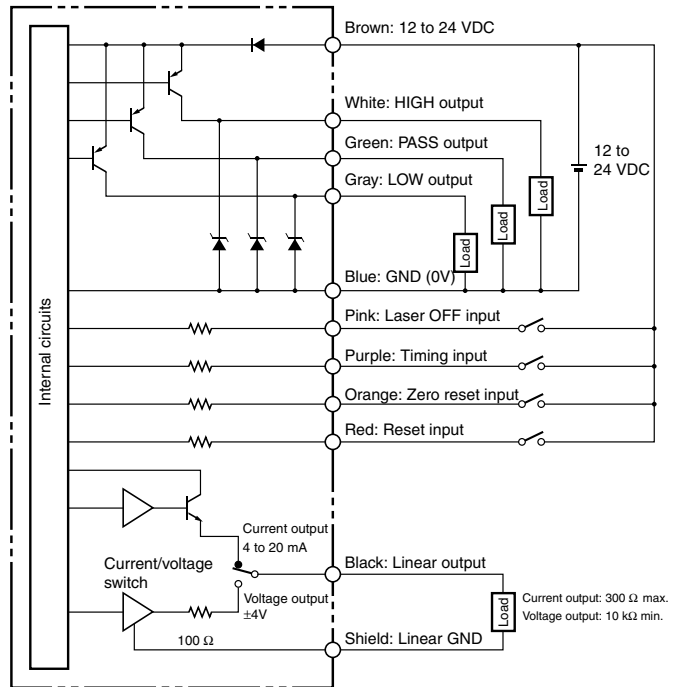 Brown: 12 to 24 VDC
White: HIGH output
Green: PASS output
Gray: LOW output
12 to
24 VDC
Load
Load
Load
Blue: GND (0V)
Internal circuits
Pink: Laser OFF input
Purple: Timing input
Orange: Zero reset input
Red: Reset input
Current output
4 to 20 mA
Current/voltage
switch
Black: Linear output
Voltage output
±4V
Load
Current output: 300 Ω max.
Voltage output: 10 kΩ min.
100 Ω
Shield: Linear GND